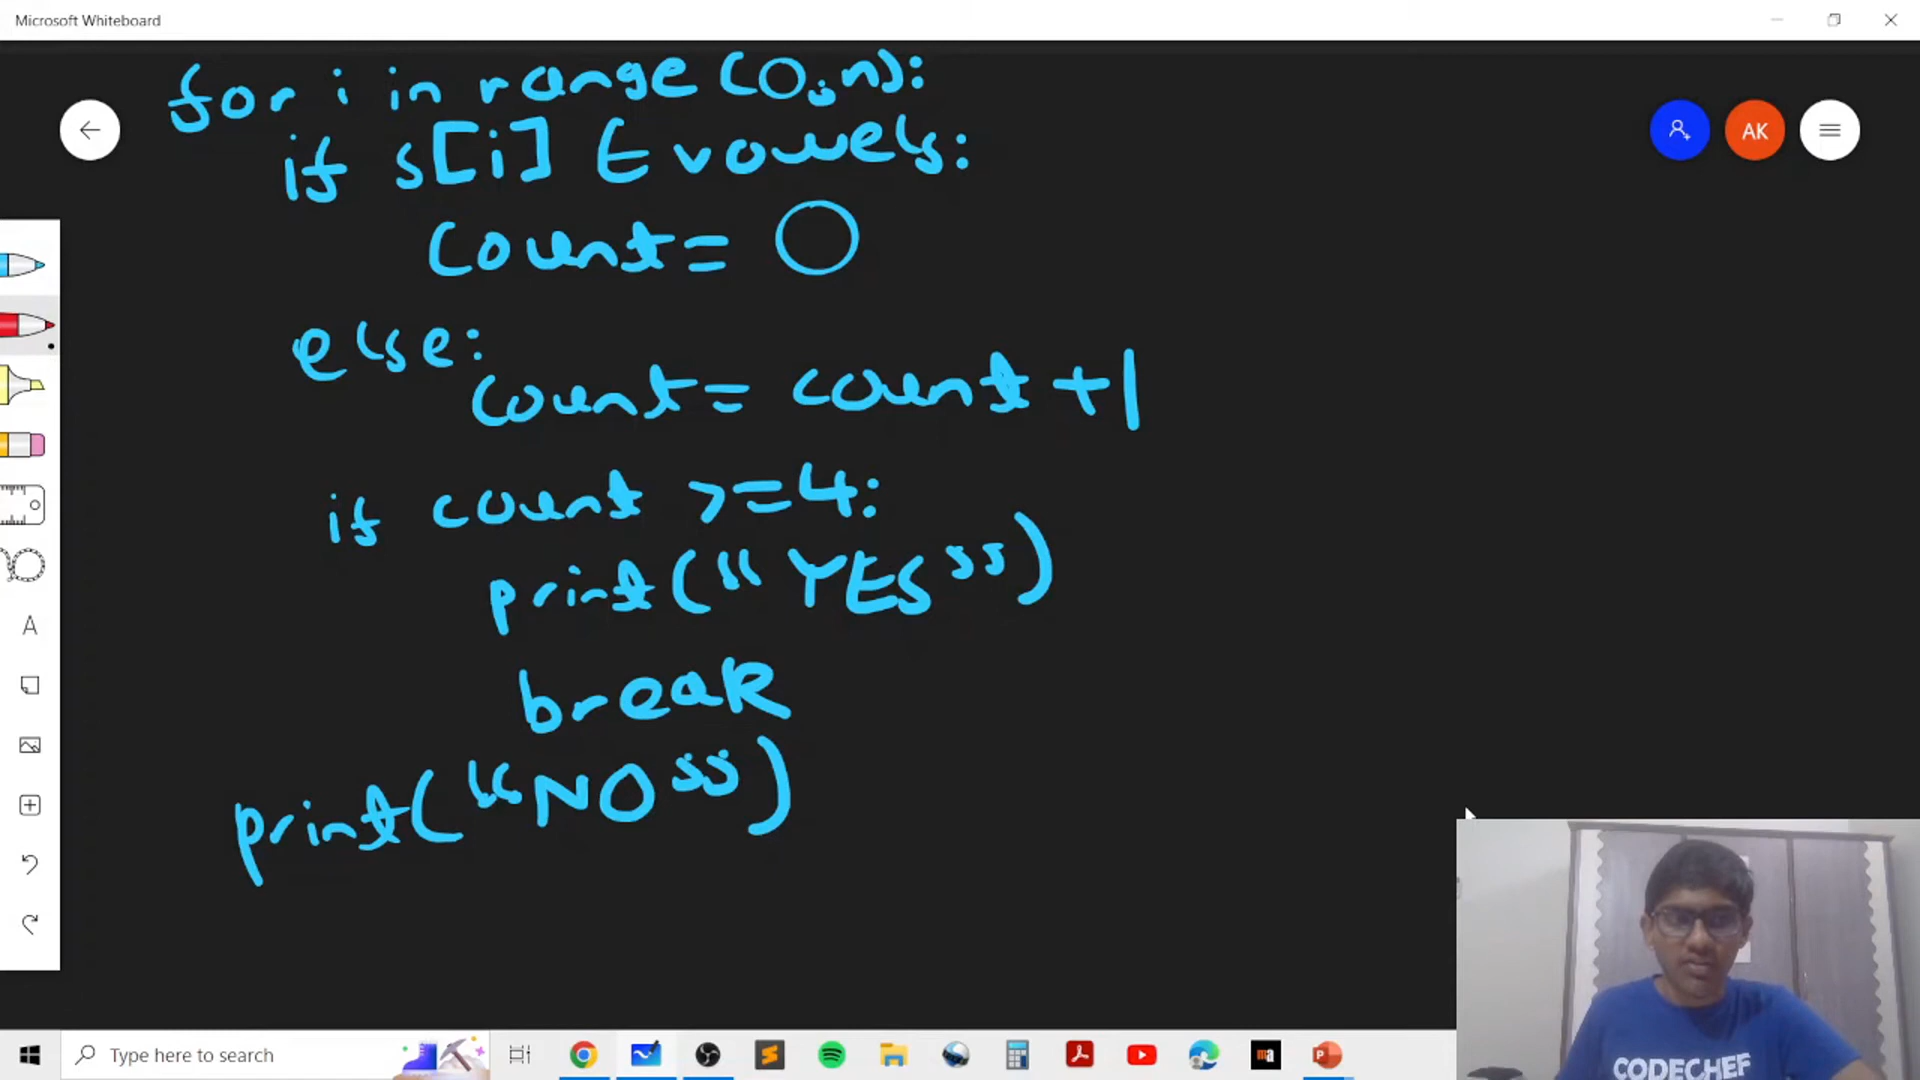 Microsoft Whiteboard
for i in range(0,n):
if s[i] ∈ vowels:
AK
count= 0
else:
count= count +1
if count >=4:
print("YES")
A
break
print("NO")
Type here to search
ma
CODECHEF